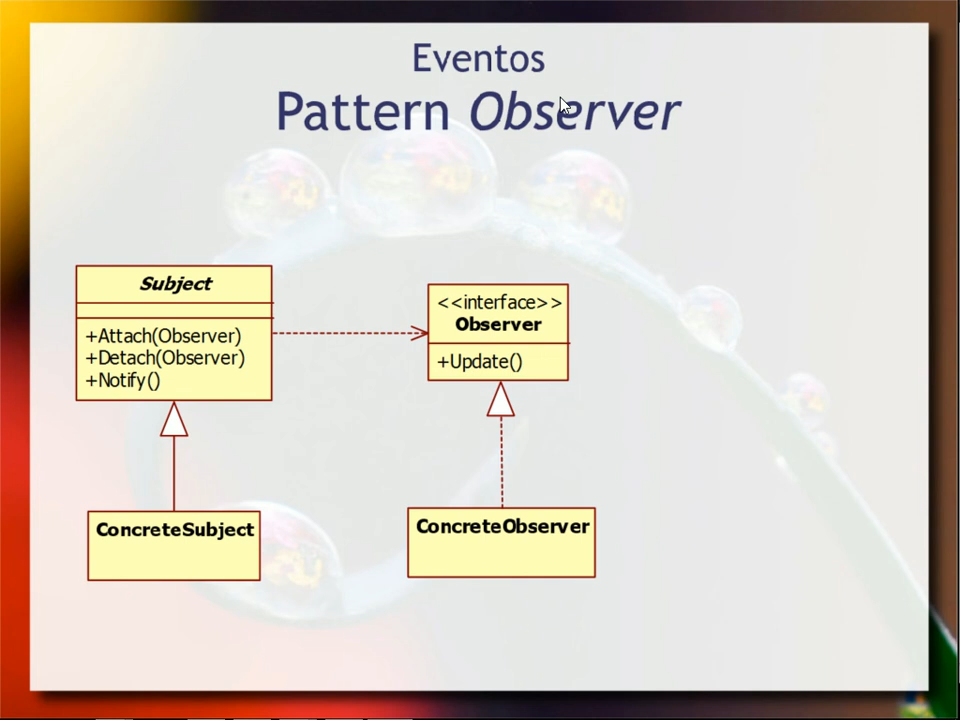 Eventos
Pattern Observer
Subject
+Attach(Observer)
+Detach(Observer)
+Notify()
<<interface>>
Observer
+Update()
ConcreteSubject
ConcreteObserver